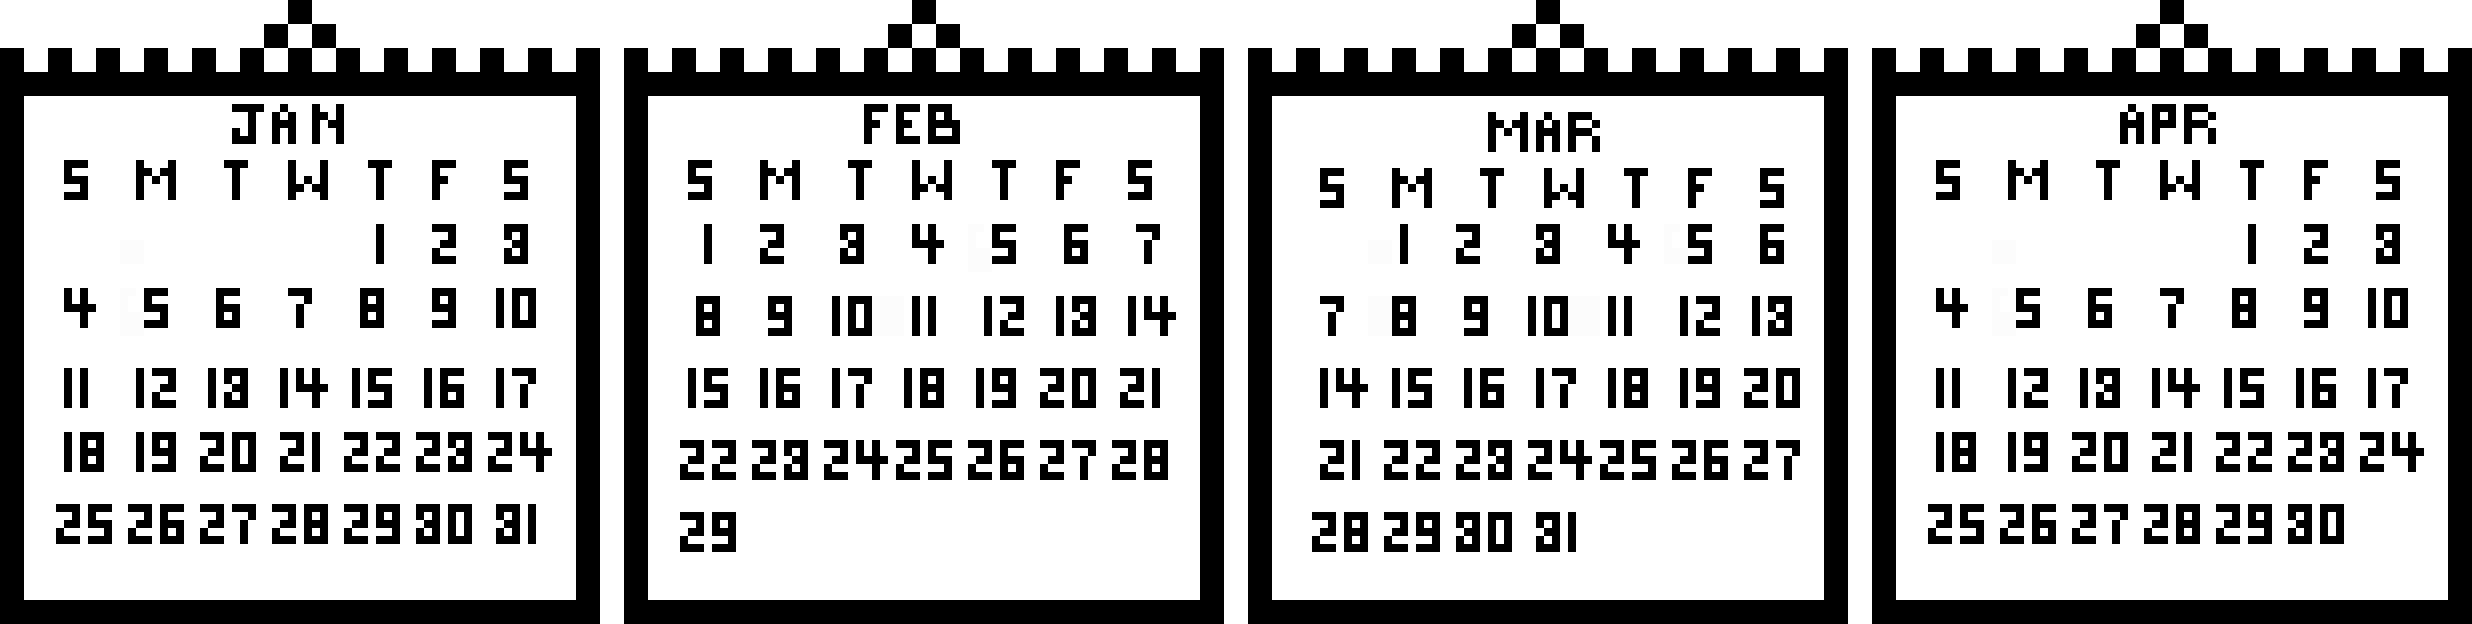 JAN
S M T W T F S
1 2 3
4 5 6 7 8 9 10
11 12 13 14 15 16 17
18 19 20 21 22 23 24
25 26 27 28 29 30 31
FEB
S M T W T F S
1 2 3 4 5 6 7
8 9 10 11 12 13 14
15 16 17 18 19 20 21
22 23 24 25 26 27 28
29
MAR
S M T W T F S
1 2 3 4 5 6
7 8 9 10 11 12 13
14 15 16 17 18 19 20
21 22 23 24 25 26 27
28 29 30 31
APR
S M T W T F S
1 2 3
4 5 6 7 8 9 10
11 12 13 14 15 16 17
18 19 20 21 22 23 24
25 26 27 28 29 30